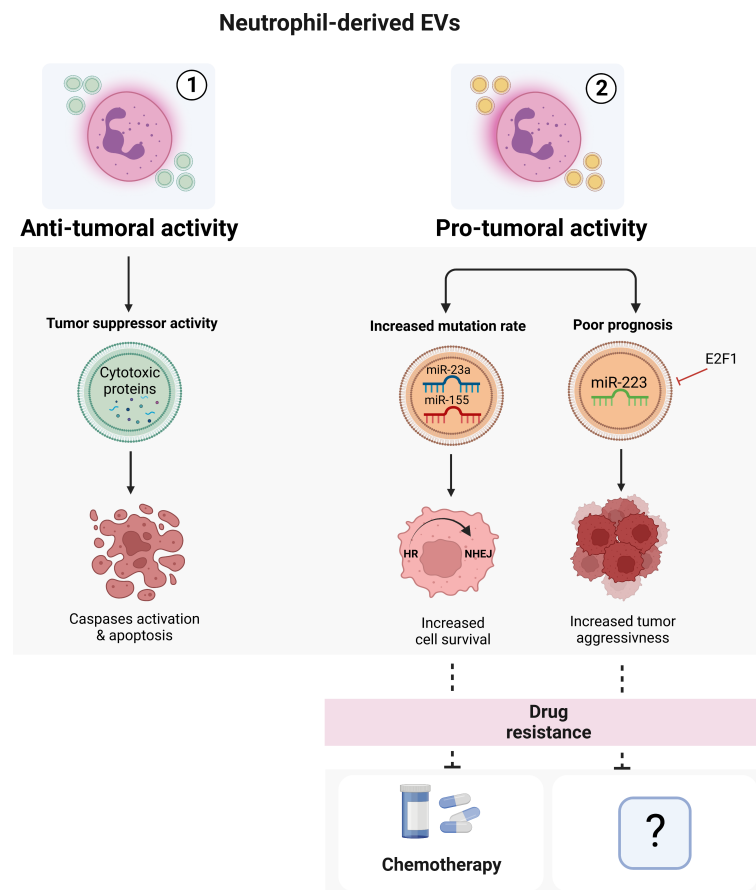 Neutrophil-derived EVs
1
2
Anti-tumoral activity
Pro-tumoral activity
Tumor suppressor activity
Increased mutation rate
Poor prognosis
Cytotoxic
proteins
miR-23a
miR-155
miR-223
E2F1
HR
NHEJ
Caspases activation
& apoptosis
Increased
cell survival
Increased tumor
aggressivness
Drug
resistance
Chemotherapy
?